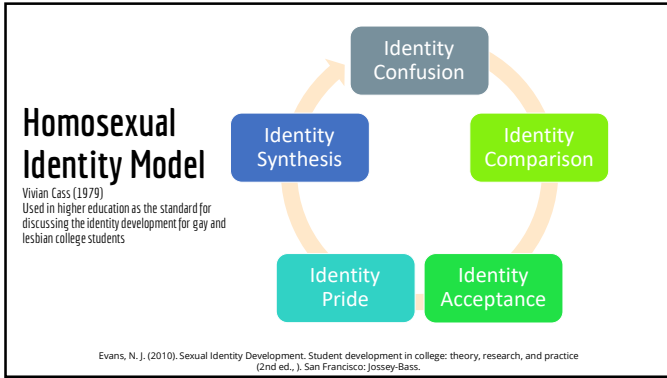 Homosexual
Identity Model
Vivian Cass (1979)
Used in higher education as the standard for
discussing the identity development for gay and
lesbian college students
Identity
Confusion
Identity
Comparison
Identity
Acceptance
Identity
Pride
Identity
Synthesis
Evans, N. J. (2010). Sexual Identity Development. Student development in college: theory, research, and practice
(2nd ed., ). San Francisco: Jossey-Bass.